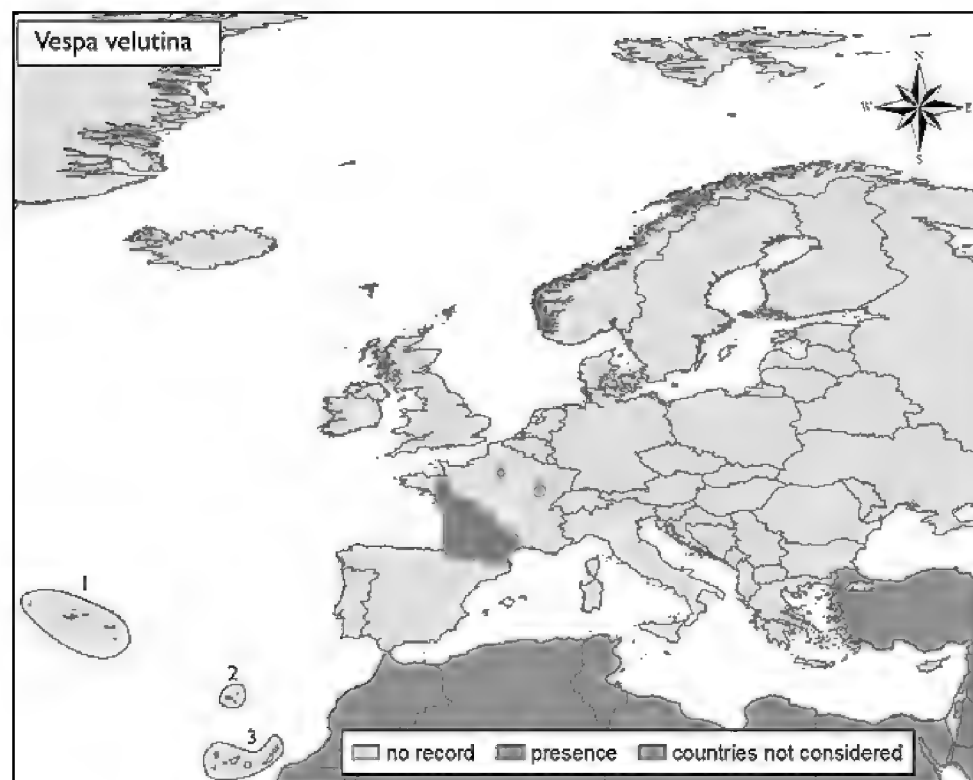 Vespa velutina
N
W E
S
1
2
3
no record presence countries not considered